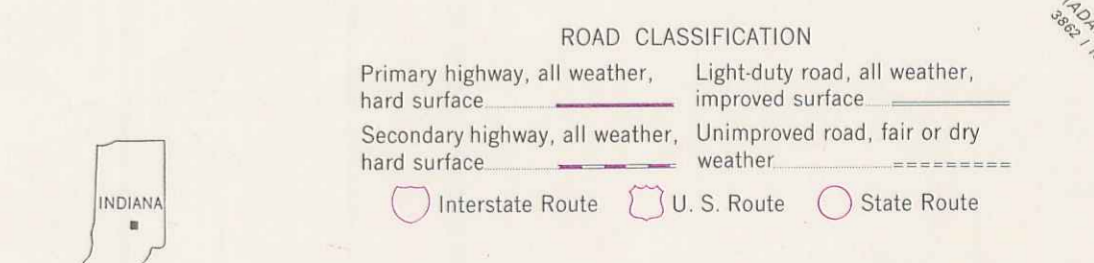 ROAD CLASSIFICATION
Primary highway, all weather,
hard surface
Light-duty road, all weather,
improved surface
Secondary highway, all weather,
hard surface
Unimproved road, fair or dry
weather
Interstate Route
U. S. Route
State Route
INDIANA
3862 I